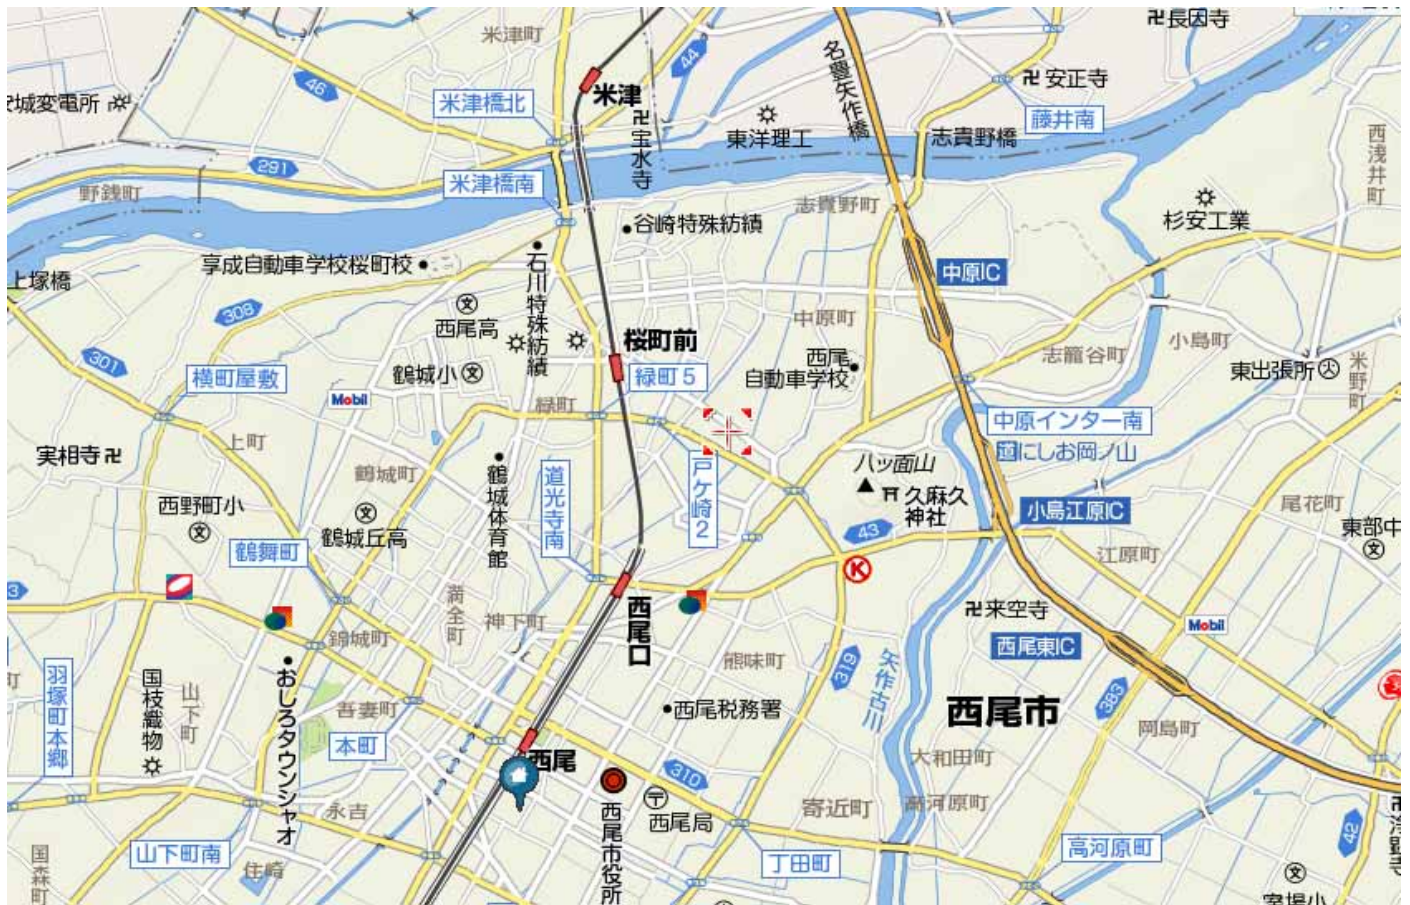 米津町
44
名豊矢作橋
卍長因寺
46
米津
卍安正寺
米津橋北
卍宝水寺
東洋理工
藤井南
志貴野橋
西浅井町
291
米津橋南
野銭町
志貴野町
杉安工業
谷崎特殊紡績
享成自動車学校桜町校
石川特殊紡績
中原IC
上塚橋
308
文
西尾高
中原町
小島町
桜町前
西尾
自動車学校
志籠谷町
301
鶴城小文
東出張所
米野町
横町屋敷
緑町5
Mobil
緑町
中原インター南
上町
にしお岡ノ山
実相寺卍
鶴城町
鶴城体育館
道光寺南
戸ケ崎2
八ッ面山
久麻久
神社
尾花町
西野町小
文
文
鶴城丘高
小島江原IC
東部中
文
43
鶴舞町
江原町
K
満全町
神下町
西尾口
卍来空寺
Mobil
錦城町
西尾東IC
熊味町
319
矢作古川
羽塚町本郷
国枝織物
山下町
おしろタウンシャオ
吾妻町
西尾税務署
西尾市
383
岡島町
本町
西尾
大和田町
310
永吉
西尾市役所
西尾局
寄近町
高河原町
42
山下町南
丁田町
高河原町
国森町
住崎
文